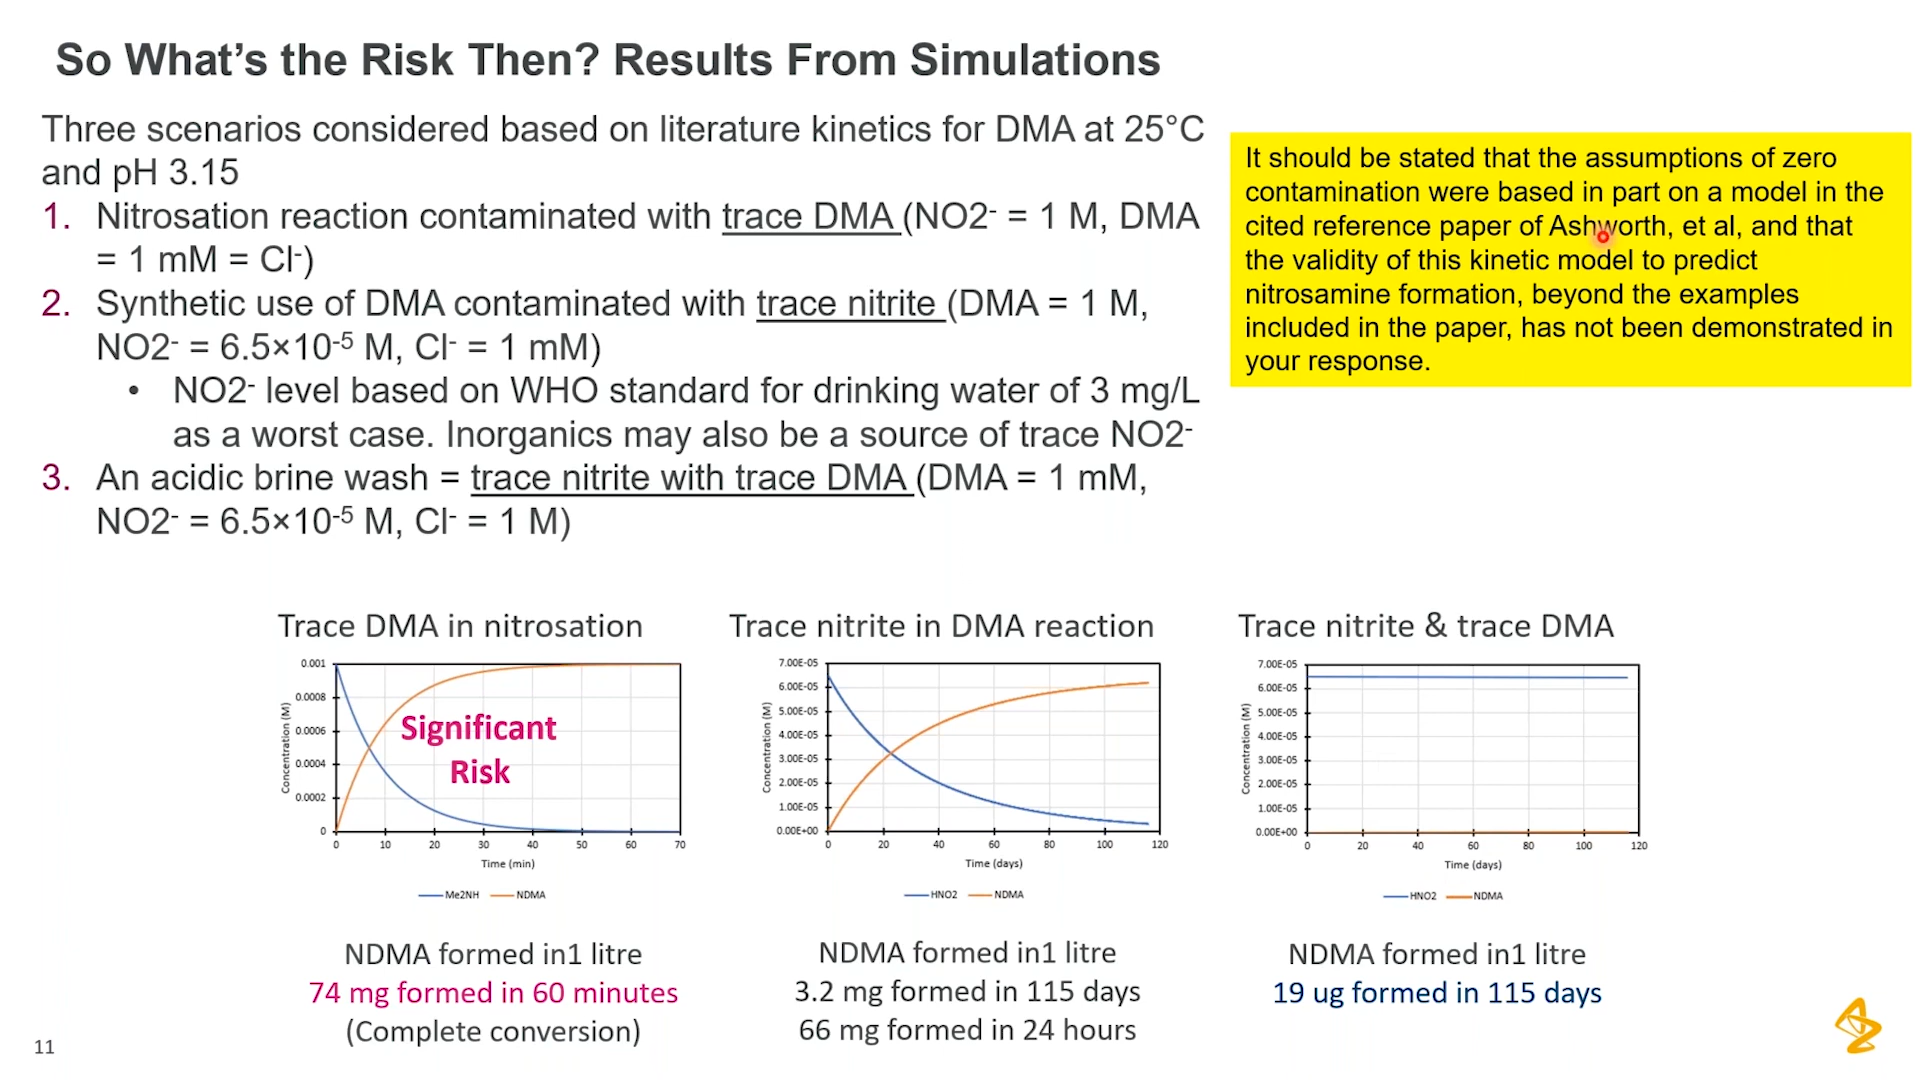 So What's the Risk Then? Results From Simulations
Three scenarios considered based on literature kinetics for DMA at 25°C
and pH 3.15
1. Nitrosation reaction contaminated with trace DMA (NO2- = 1 M, DMA
= 1 mM = Cl-)
2. Synthetic use of DMA contaminated with trace nitrite (DMA = 1 M,
NO2- = 6.5×10-5 M, Cl- = 1 mM)
• NO2- level based on WHO standard for drinking water of 3 mg/L
as a worst case. Inorganics may also be a source of trace NO2-
3. An acidic brine wash = trace nitrite with trace DMA (DMA = 1 mM,
NO2- = 6.5×10-5 M, Cl- = 1 M)
It should be stated that the assumptions of zero
contamination were based in part on a model in the
cited reference paper of Ashworth, et al, and that
the validity of this kinetic model to predict
nitrosamine formation, beyond the examples
included in the paper, has not been demonstrated in
your response.
Trace DMA in nitrosation
0.001
0.0008
0.0006
0.0004
0.0002
0
Concentration (M)
Significant
Risk
0 10 20 30 40 50 60 70
Time (min)
Me2NH NDMA
NDMA formed in1 litre
74 mg formed in 60 minutes
(Complete conversion)
Trace nitrite in DMA reaction
7.00E-05
6.00E-05
5.00E-05
4.00E-05
3.00E-05
2.00E-05
1.00E-05
0.00E+00
Concentration (M)
0 20 40 60 80 100 120
Time (days)
HNO2 NDMA
NDMA formed in1 litre
3.2 mg formed in 115 days
66 mg formed in 24 hours
Trace nitrite & trace DMA
7.00E-05
6.00E-05
5.00E-05
4.00E-05
3.00E-05
2.00E-05
1.00E-05
0.00E+00
Concentration (M)
0 20 40 60 80 100 120
Time (days)
HNO2 NDMA
NDMA formed in1 litre
19 ug formed in 115 days
11